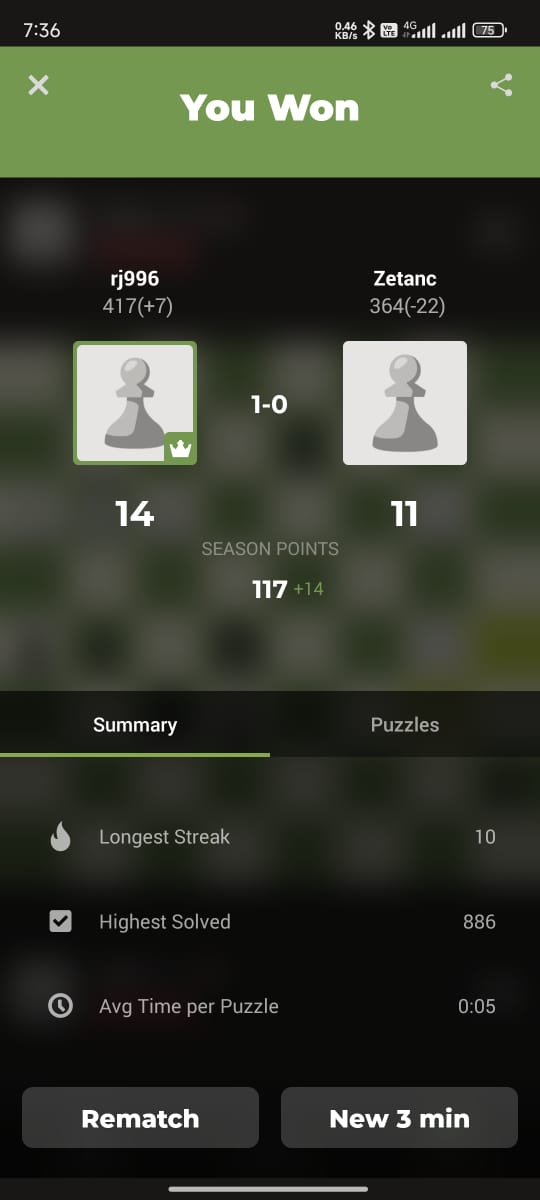 7:36
0.46
KB/s
Vo
LTE
4G
75
You Won
rj996
Zetanc
417(+7)
364(-22)
1-0
14
11
SEASON POINTS
117 +14
Summary
Puzzles
Longest Streak
10
Highest Solved
886
Avg Time per Puzzle
0:05
Rematch
New 3 min